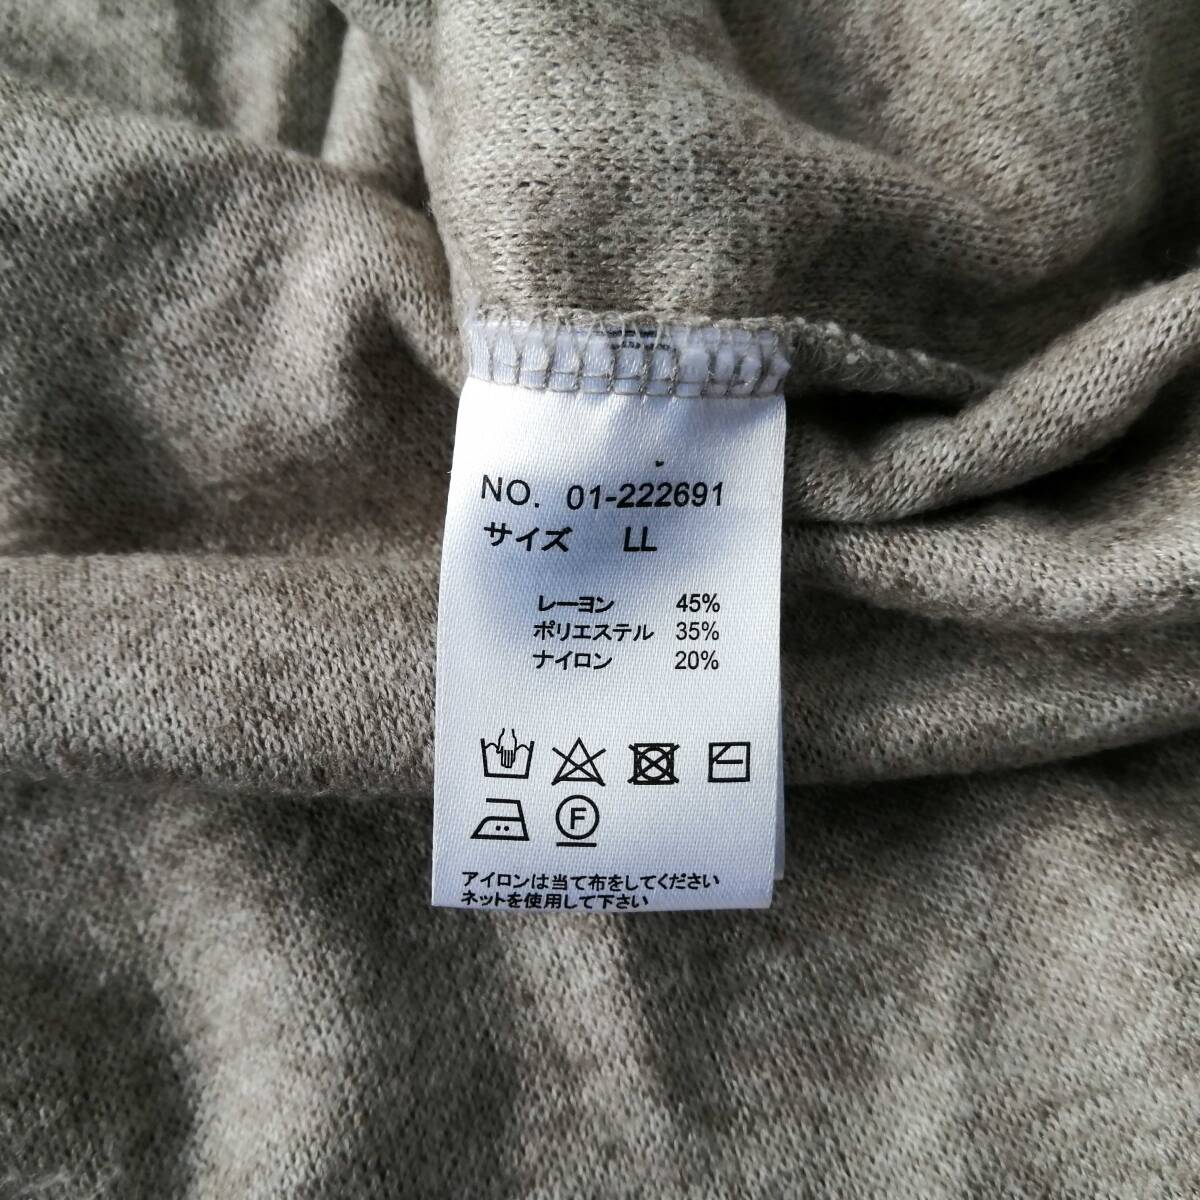 NO. 01-222691
サイズ LL
レーヨン 45%
ポリエステル 35%
ナイロン 20%
F
アイロンは当て布をしてください
ネットを使用して下さい